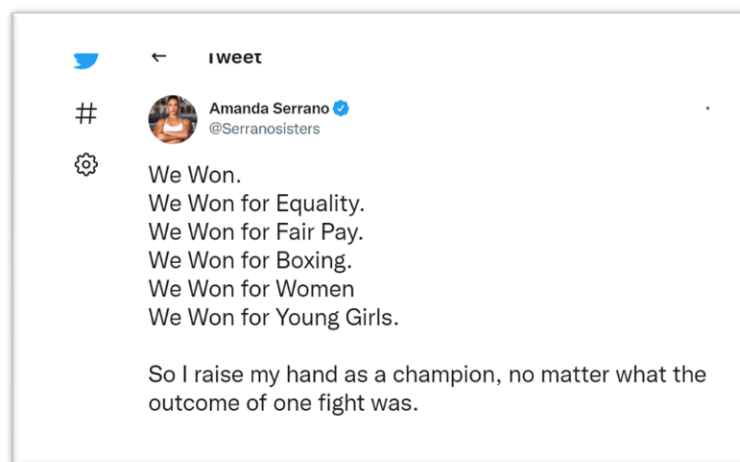 Tweet
Amanda Serrano
@Serranosisters
We Won.
We Won for Equality.
We Won for Fair Pay.
We Won for Boxing.
We Won for Women
We Won for Young Girls.
So I raise my hand as a champion, no matter what the
outcome of one fight was.